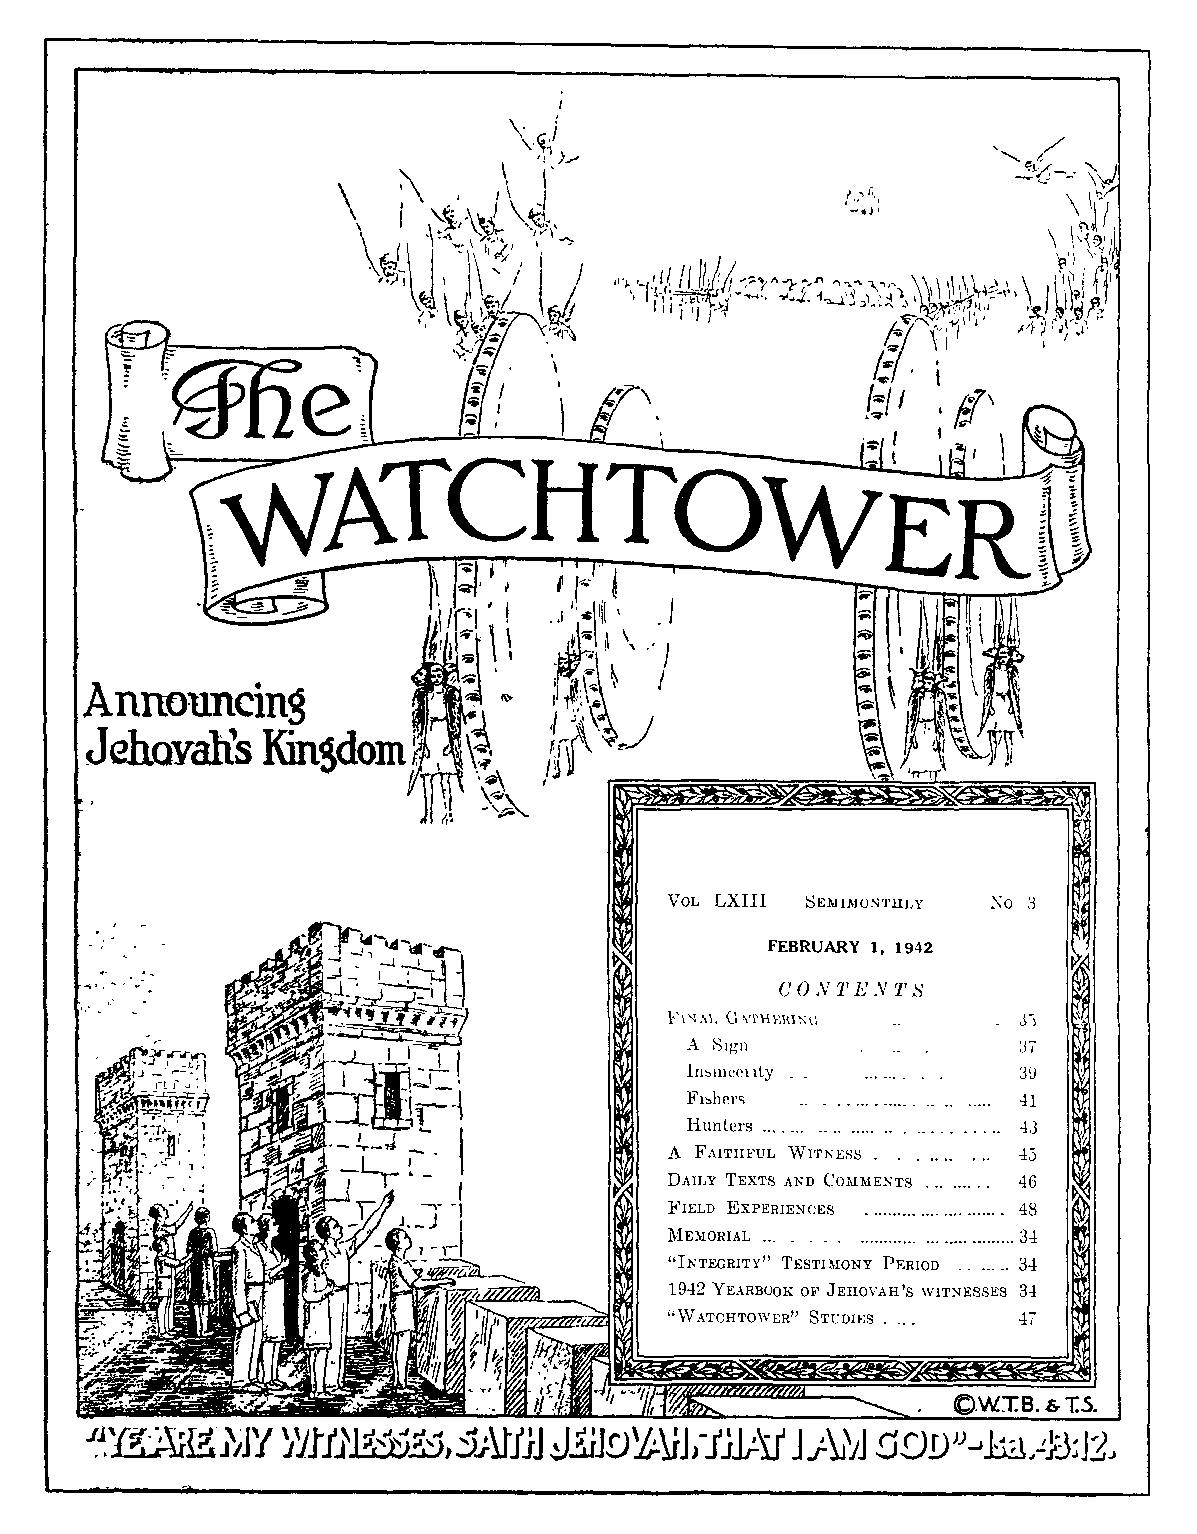 The
WATCHTOWER
Announcing
Jehovah's Kingdom
VOL LXIII SEMIMONTHLY No 3
FEBRUARY 1, 1942
CONTENTS
FINAL GATHERING 35
A Sign 37
Insincerity 39
Fishers 41
Hunters 43
A FAITHFUL WITNESS 45
DAILY TEXTS AND COMMENTS 46
FIELD EXPERIENCES 48
MEMORIAL 34
"INTEGRITY" TESTIMONY PERIOD 34
1942 YEARBOOK OF JEHOVAH'S WITNESSES 34
"WATCHTOWER" STUDIES 47
©W.T.B. & T.S.
"YE ARE MY WITNESSES, SAITH JEHOVAH, THAT I AM GOD"-Isa. 43:12.